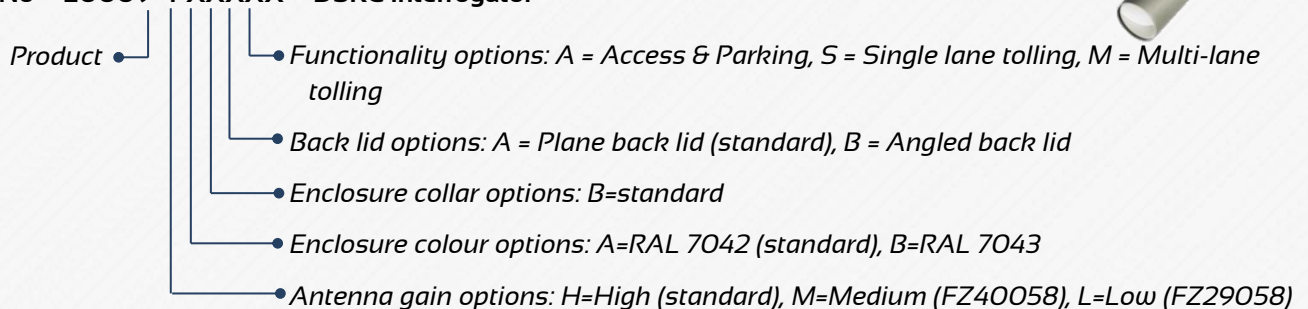 DSRC Interrogator
Product
Functionality options: A = Access & Parking, S = Single lane tolling, M = Multi-lane
tolling
Back lid options: A = Plane back lid (standard), B = Angled back lid
Enclosure collar options: B=standard
Enclosure colour options: A=RAL 7042 (standard), B=RAL 7043
Antenna gain options: H=High (standard), M=Medium (FZ40058), L=Low (FZ29058)